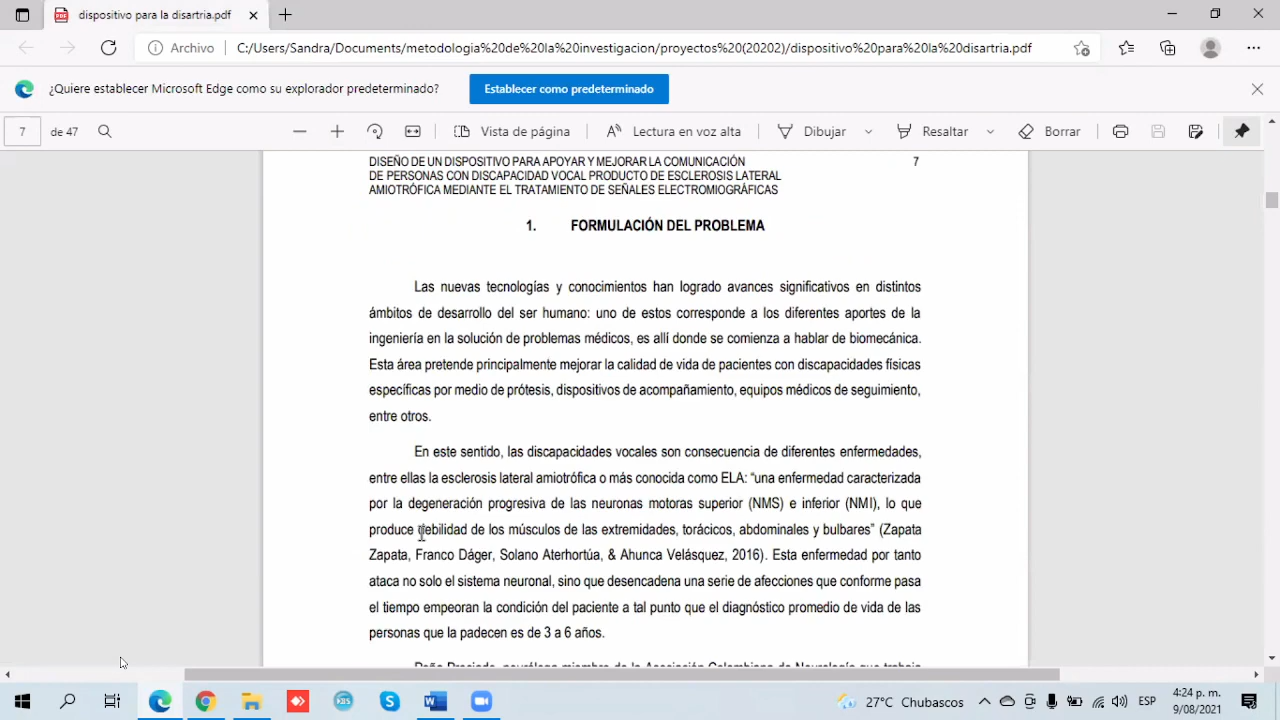 dispositivo para la disartria.pdf
Archivo
C:/Users/Sandra/Documents/metodologia%20de%20la%20investigacion/proyectos%20(20202)/dispositivo%20para%20la%20disartria.pdf
¿Quiere establecer Microsoft Edge como su explorador predeterminado?
Establecer como predeterminado
7 de 47
Vista de página
Lectura en voz alta
Dibujar
Resaltar
Borrar
DISEÑO DE UN DISPOSITIVO PARA APOYAR Y MEJORAR LA COMUNICACIÓN 7
DE PERSONAS CON DISCAPACIDAD VOCAL PRODUCTO DE ESCLEROSIS LATERAL
AMIOTRÓFICA MEDIANTE EL TRATAMIENTO DE SEÑALES ELECTROMIOGRÁFICAS
1. FORMULACIÓN DEL PROBLEMA
Las nuevas tecnologías y conocimientos han logrado avances significativos en distintos
ámbitos de desarrollo del ser humano: uno de estos corresponde a los diferentes aportes de la
ingeniería en la solución de problemas médicos, es allí donde se comienza a hablar de biomecánica.
Esta área pretende principalmente mejorar la calidad de vida de pacientes con discapacidades físicas
específicas por medio de prótesis, dispositivos de acompañamiento, equipos médicos de seguimiento,
entre otros.
En este sentido, las discapacidades vocales son consecuencia de diferentes enfermedades,
entre ellas la esclerosis lateral amiotrófica o más conocida como ELA: “una enfermedad caracterizada
por la degeneración progresiva de las neuronas motoras superior (NMS) e inferior (NMI), lo que
produce debilidad de los músculos de las extremidades, torácicos, abdominales y bulbares” (Zapata
Zapata, Franco Dáger, Solano Aterhortúa, & Ahunca Velásquez, 2016). Esta enfermedad por tanto
ataca no solo el sistema neuronal, sino que desencadena una serie de afecciones que conforme pasa
el tiempo empeoran la condición del paciente a tal punto que el diagnóstico promedio de vida de las
personas que la padecen es de 3 a 6 años.
27°C Chubascos
ESP
4:24 p. m.
9/08/2021